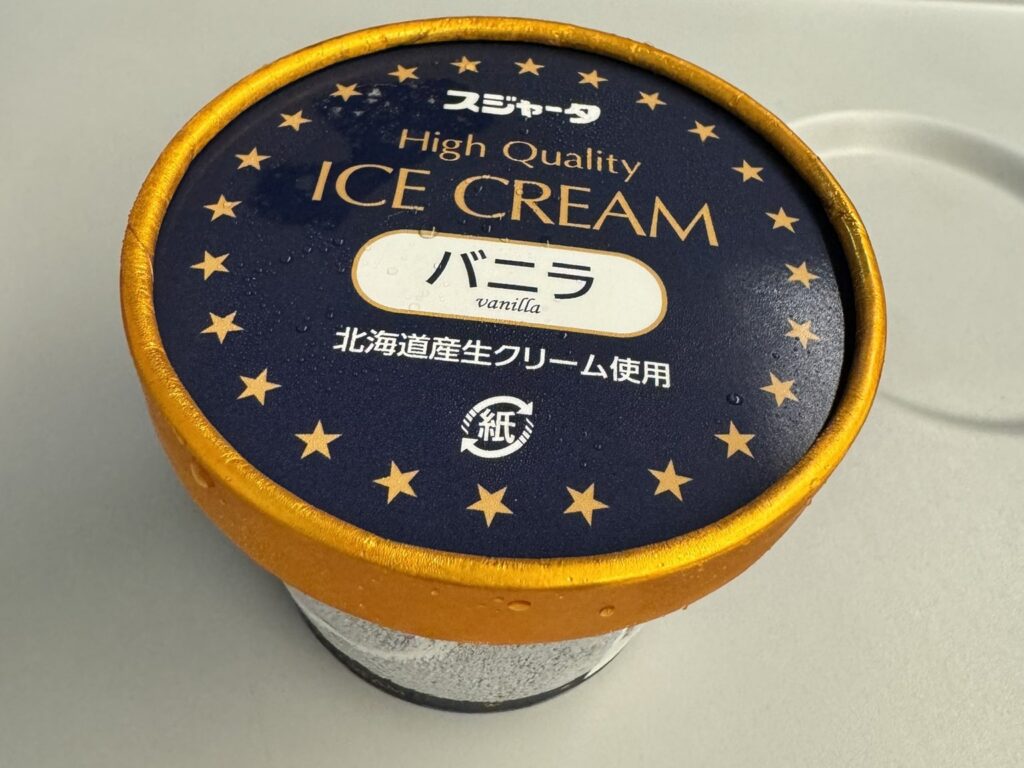 スジャータ
High Quality
ICE CREAM
バニラ
vanilla
北海道産生クリーム使用
紙